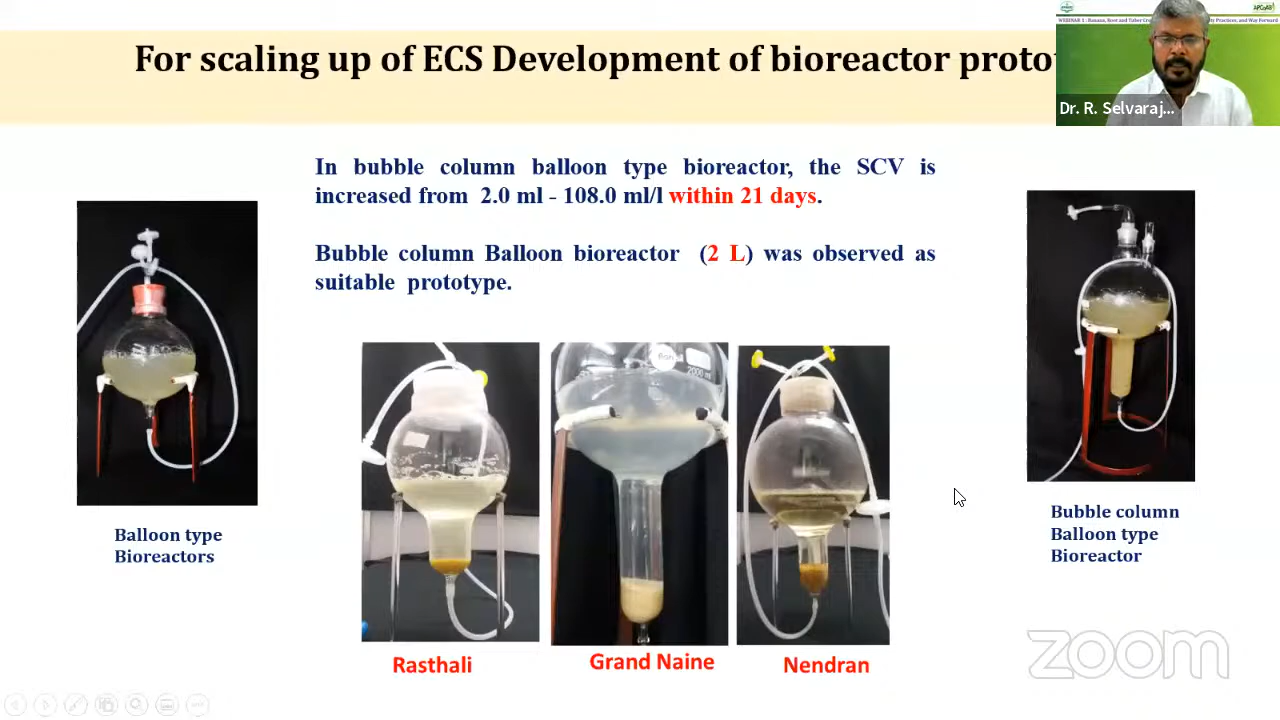 For scaling up of ECS Development of bioreactor
Dr. R. Selvaraj...
In bubble column balloon type bioreactor, the SCV is
increased from 2.0 ml - 108.0 ml/l within 21 days.
Bubble column Balloon bioreactor (2 L) was observed as
suitable prototype.
2000 ml
Balloon type
Bioreactors
Bubble column
Balloon type
Bioreactor
Rasthali
Grand Naine
Nendran
zoom